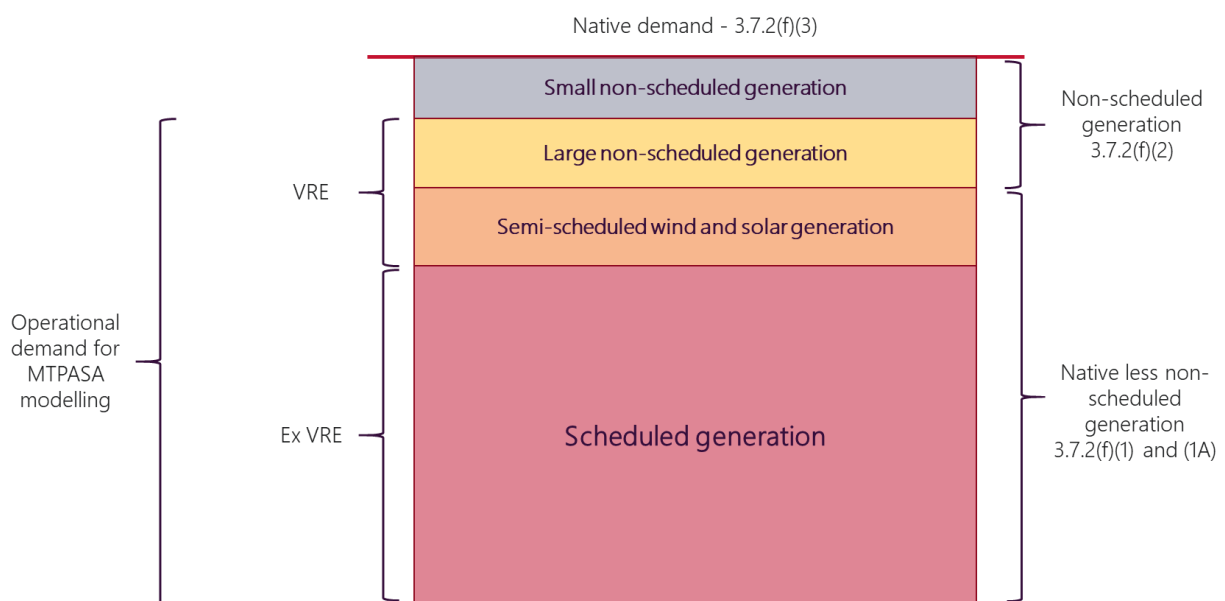 Native demand - 3.7.2(f)(3)
Small non-scheduled generation
Large non-scheduled generation
Semi-scheduled wind and solar generation
Scheduled generation
VRE
Ex VRE
Operational
demand for
MTPASA
modelling
Non-scheduled
generation
3.7.2(f)(2)
Native less non-
scheduled
generation
3.7.2(f)(1) and (1A)